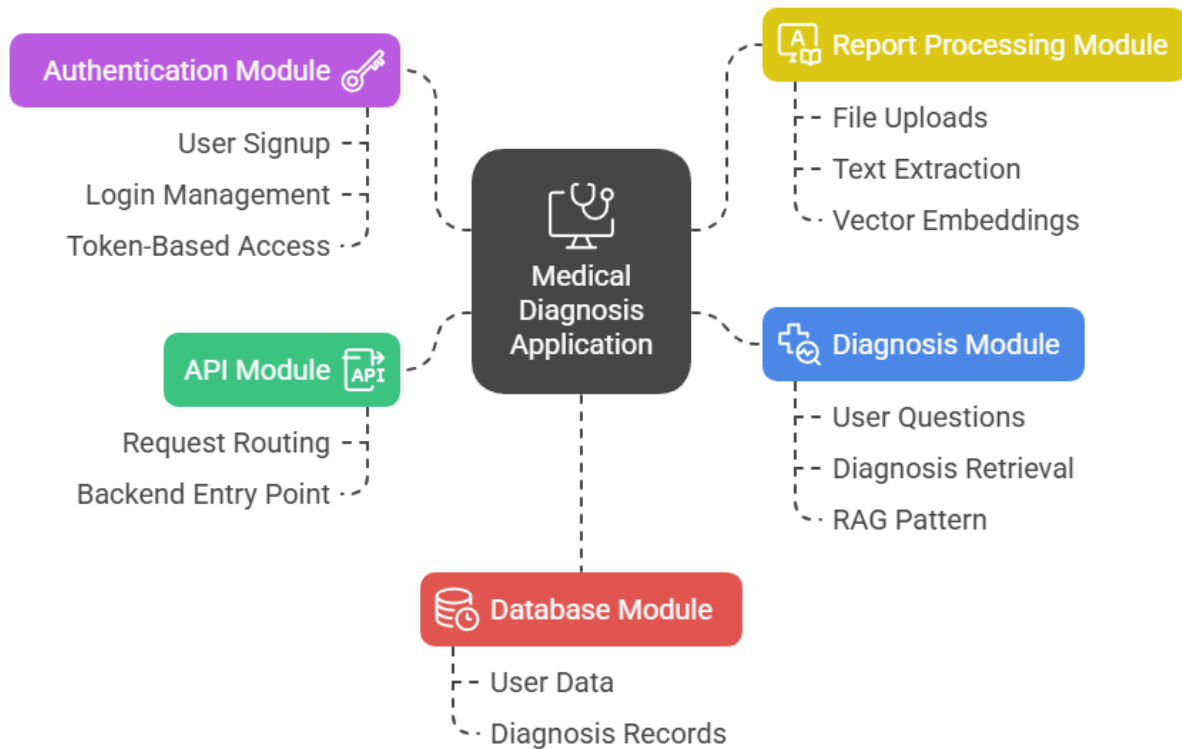 Authentication Module
User Signup
Login Management
Token-Based Access
API Module
API
Request Routing
Backend Entry Point
Medical
Diagnosis
Application
A
Report Processing Module
File Uploads
Text Extraction
Vector Embeddings
Diagnosis Module
User Questions
Diagnosis Retrieval
RAG Pattern
Database Module
User Data
Diagnosis Records